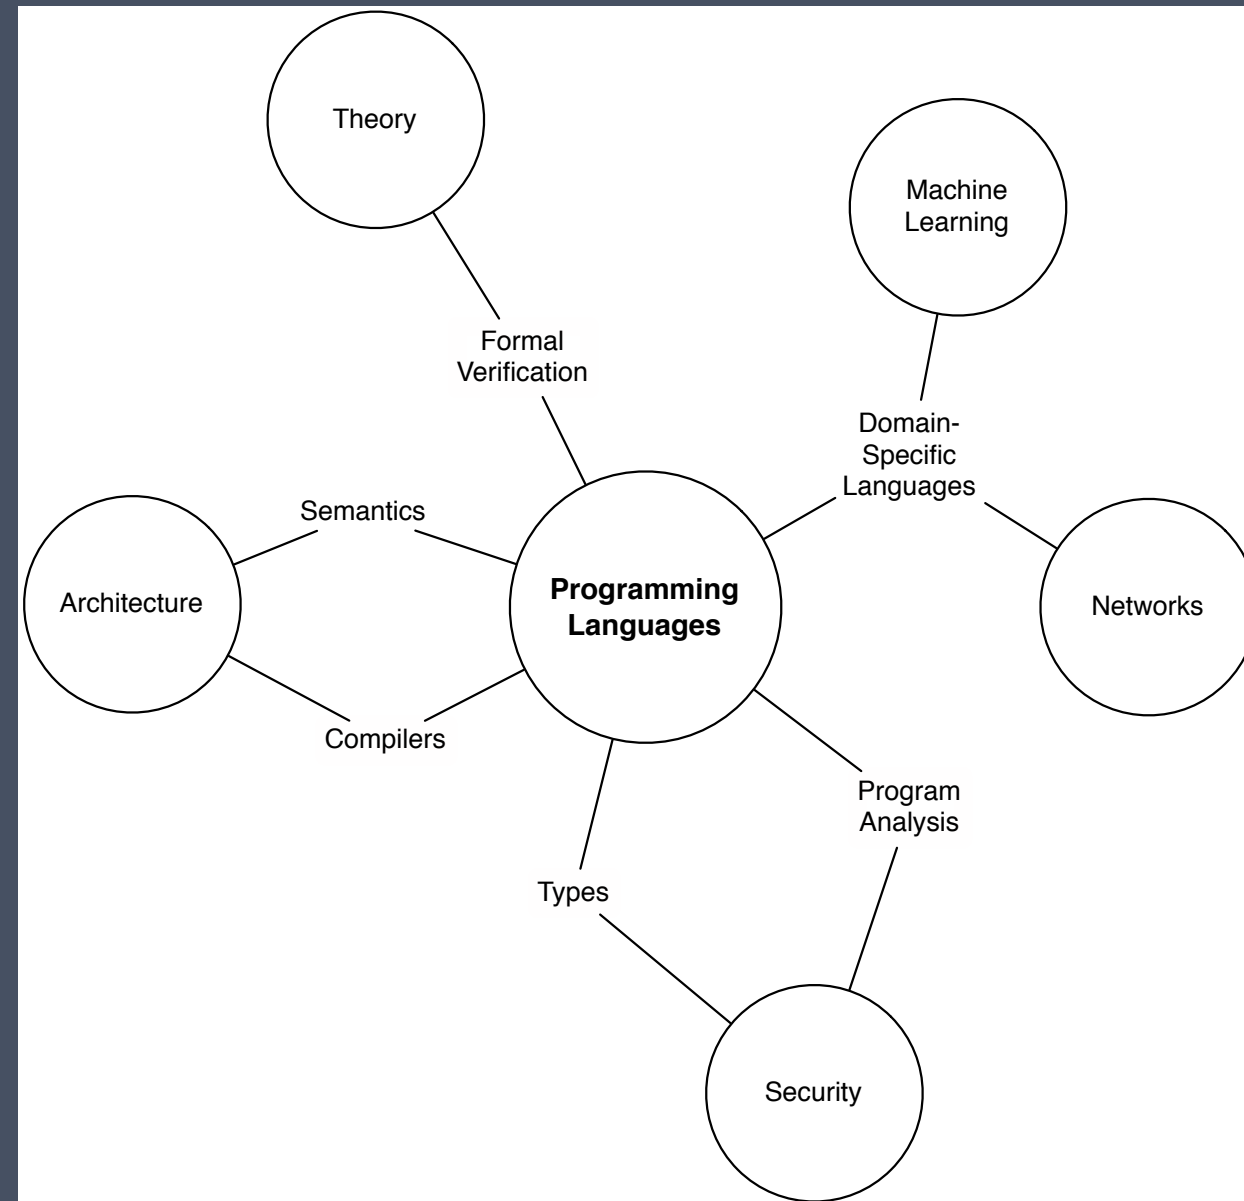 Theory
Machine
Learning
Formal
Verification
Domain-
Specific
Languages
Semantics
Architecture
Programming
Languages
Networks
Compilers
Program
Analysis
Types
Security